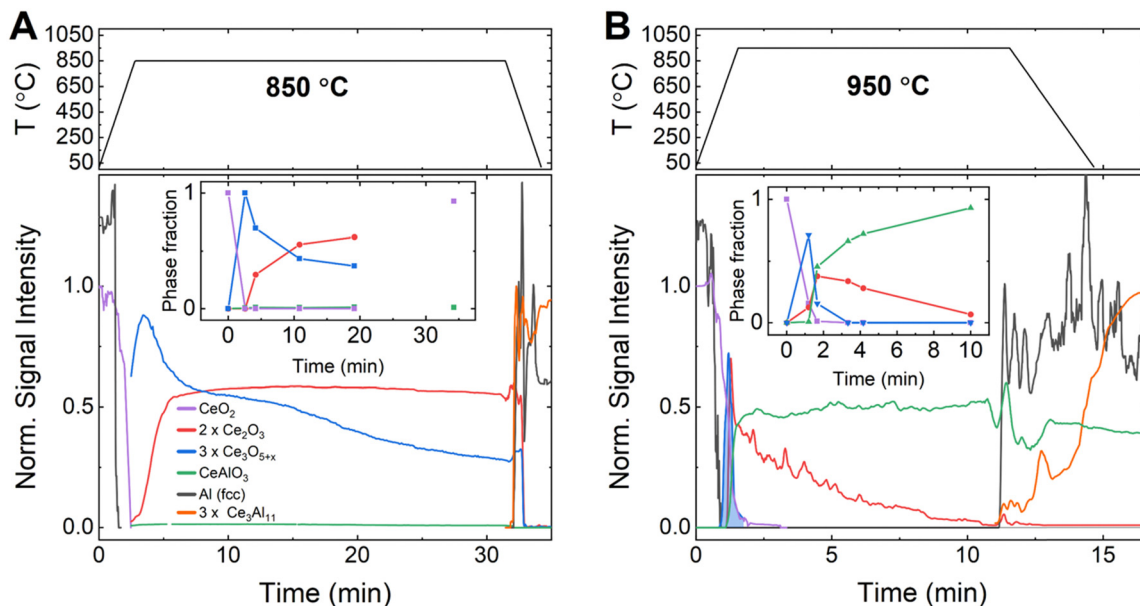 A
T (°C)
1050
850
650
450
250
50
850 °C
Norm. Signal Intensity
1.0
0.5
0.0
Phase fraction
1
0
0 10 20 30
Time (min)
CeO₂
2 x Ce₂O₃
3 x Ce₃O₅₊ₓ
CeAlO₃
Al (fcc)
3 x Ce₃Al₁₁
0 10 20 30
Time (min)
B
T (°C)
1050
850
650
450
250
50
950 °C
Norm. Signal Intensity
1.0
0.5
0.0
Phase fraction
1
0
0 2 4 6 8 10
Time (min)
0 5 10 15
Time (min)